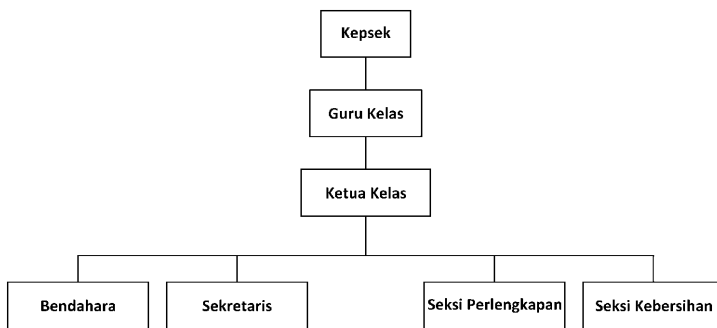 Kepsek
Guru Kelas
Ketua Kelas
Bendahara
Sekretaris
Seksi Perlengkapan
Seksi Kebersihan